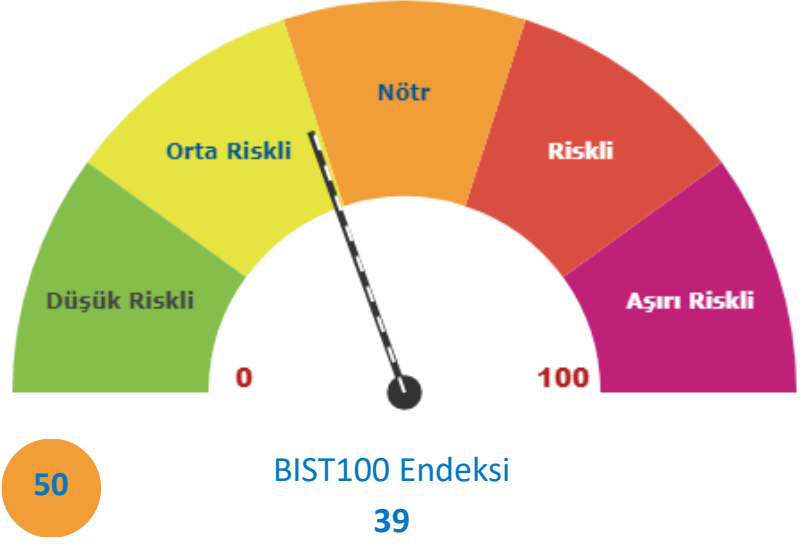 Nötr
Orta Riskli
Riskli
Düşük Riskli
Aşırı Riskli
0
100
BIST100 Endeksi
50
39